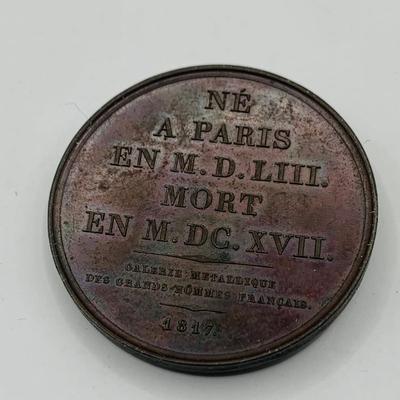 NÉ
A PARIS
EN M. D. LIII.
MORT
EN M. DC. XVII.
GALERIE METALLIQUE
DES GRANDS HOMMES FRANÇAIS.
1817.